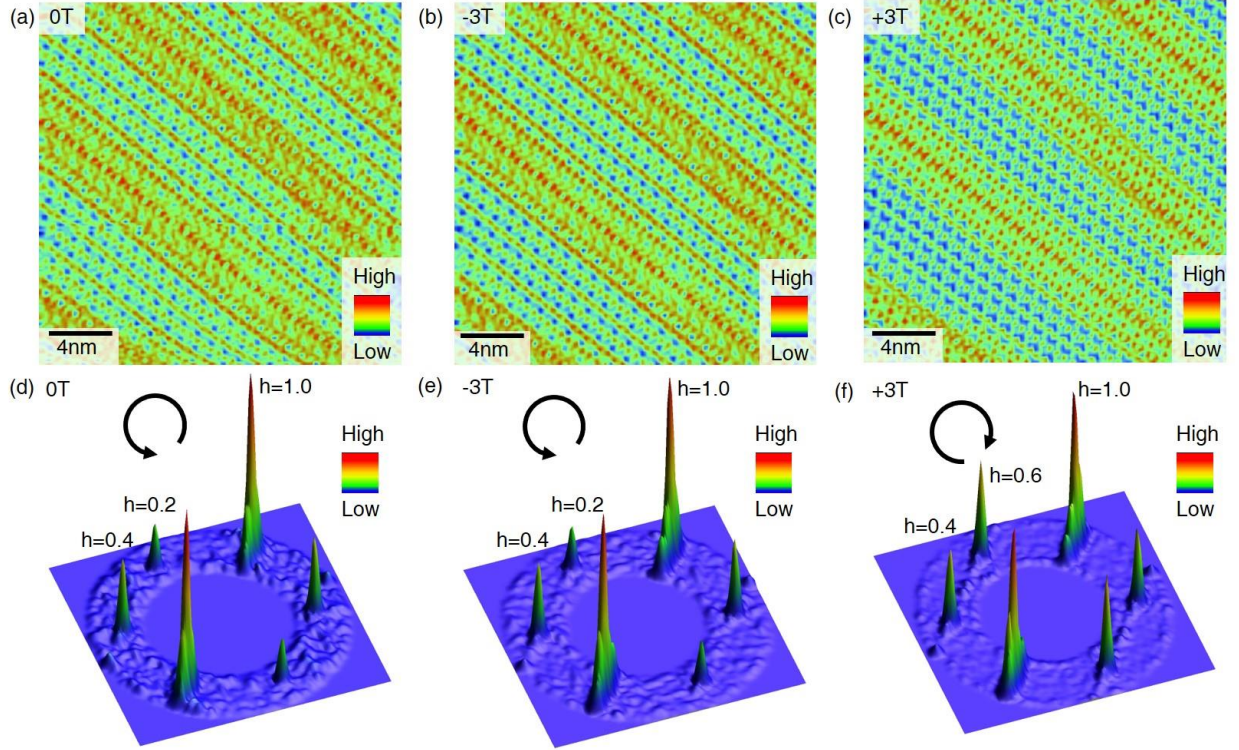 (a) 0T
High
Low
4nm
(b) -3T
High
Low
4nm
(c) +3T
High
Low
4nm
(d) 0T
h=1.0
h=0.2
h=0.4
High
Low
(e) -3T
h=1.0
h=0.2
h=0.4
High
Low
(f) +3T
h=1.0
h=0.6
h=0.4
High
Low